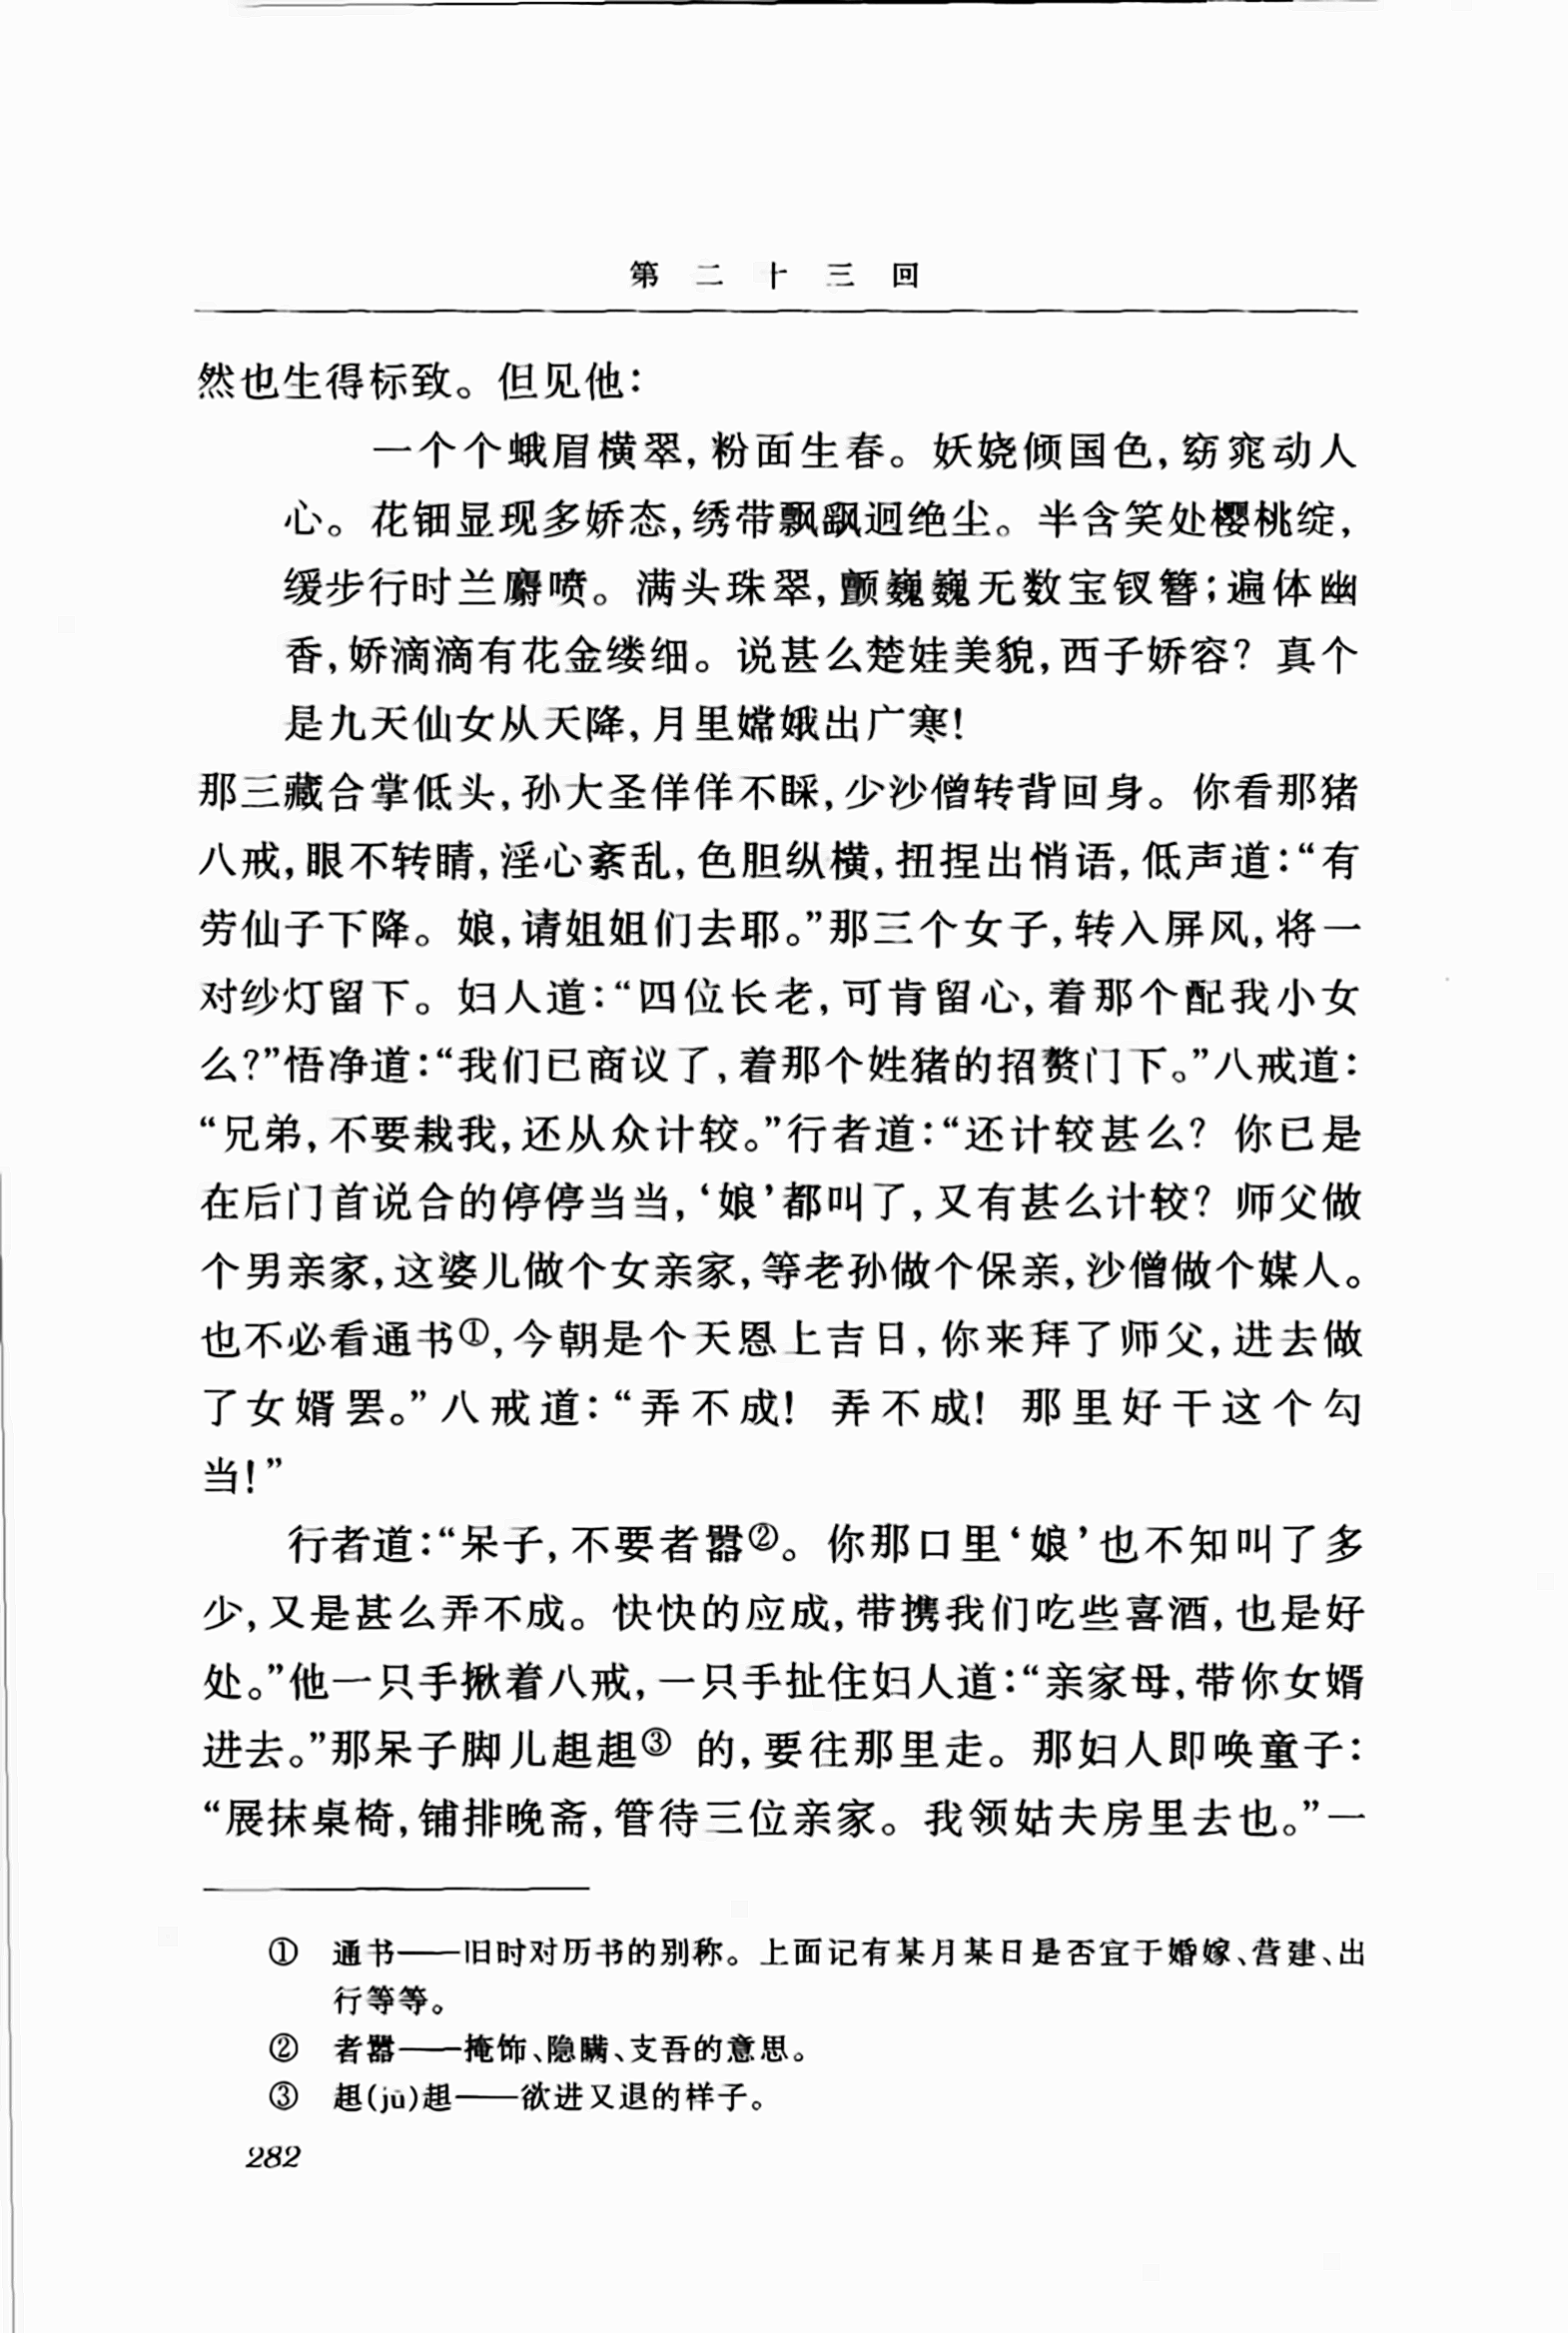 第二十三回
然也生得标致。但见他：
一个个蛾眉横翠，粉面生春。妖娆倾国色，窈窕动人
心。花钿显现多娇态，绣带飘飖迥绝尘。半含笑处樱桃绽，
缓步行时兰麝喷。满头珠翠，颤巍巍无数宝钗簪；遍体幽
香，娇滴滴有花金缕细。说甚么楚娃美貌，西子娇容？真个
是九天仙女从天降，月里嫦娥出广寒！
那三藏合掌低头，孙大圣佯佯不睬，少沙僧转背回身。你看那猪
八戒，眼不转睛，淫心紊乱，色胆纵横，扭捏出悄语，低声道：“有
劳仙子下降。娘，请姐姐们去耶。”那三个女子，转入屏风，将一
对纱灯留下。妇人道：“四位长老，可肯留心，着那个配我小女
么？”悟净道：“我们已商议了，着那个姓猪的招赘门下。”八戒道：
“兄弟，不要栽我，还从众计较。”行者道：“还计较甚么？你已是
在后门首说合的停停当当，‘娘’都叫了，又有甚么计较？师父做
个男亲家，这婆儿做个女亲家，等老孙做个保亲，沙僧做个媒人。
也不必看通书①，今朝是个天恩上吉日，你来拜了师父，进去做
了女婿罢。”八戒道：“弄不成！弄不成！那里好干这个勾
当！”
行者道：“呆子，不要者嚣②。你那口里‘娘’也不知叫了多
少，又是甚么弄不成。快快的应成，带携我们吃些喜酒，也是好
处。”他一只手揪着八戒，一只手扯住妇人道：“亲家母，带你女婿
进去。”那呆子脚儿趄趄③的，要往那里走。那妇人即唤童子：
“展抹桌椅，铺排晚斋，管待三位亲家。我领姑夫房里去也。”一
① 通书——旧时对历书的别称。上面记有某月某日是否宜于婚嫁、营建、出
行等等。
② 者嚣——掩饰、隐瞒、支吾的意思。
③ 趄(jū)趄——欲进又退的样子。
282